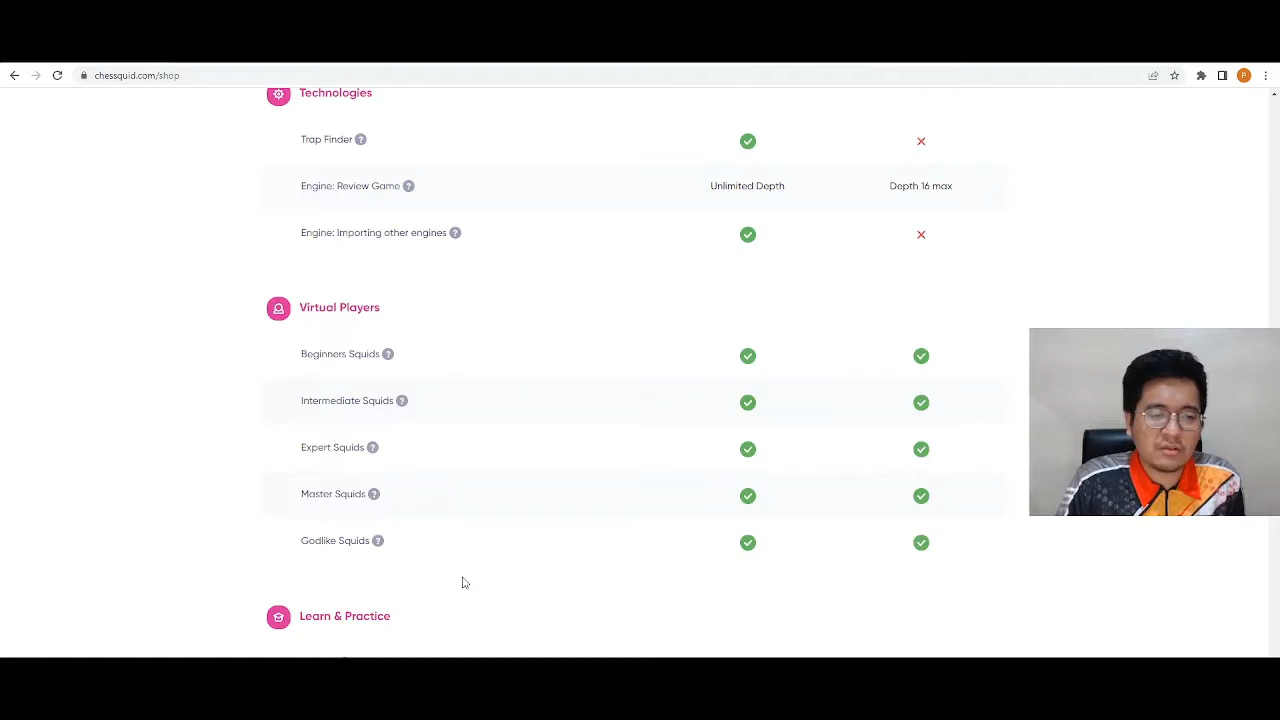 chessquid.com/shop
P
Technologies
Trap Finder ?
Engine: Review Game ? Unlimited Depth Depth 16 max
Engine: Importing other engines ?
Virtual Players
Beginners Squids ?
Intermediate Squids ?
Expert Squids ?
Master Squids ?
Godlike Squids ?
Learn & Practice